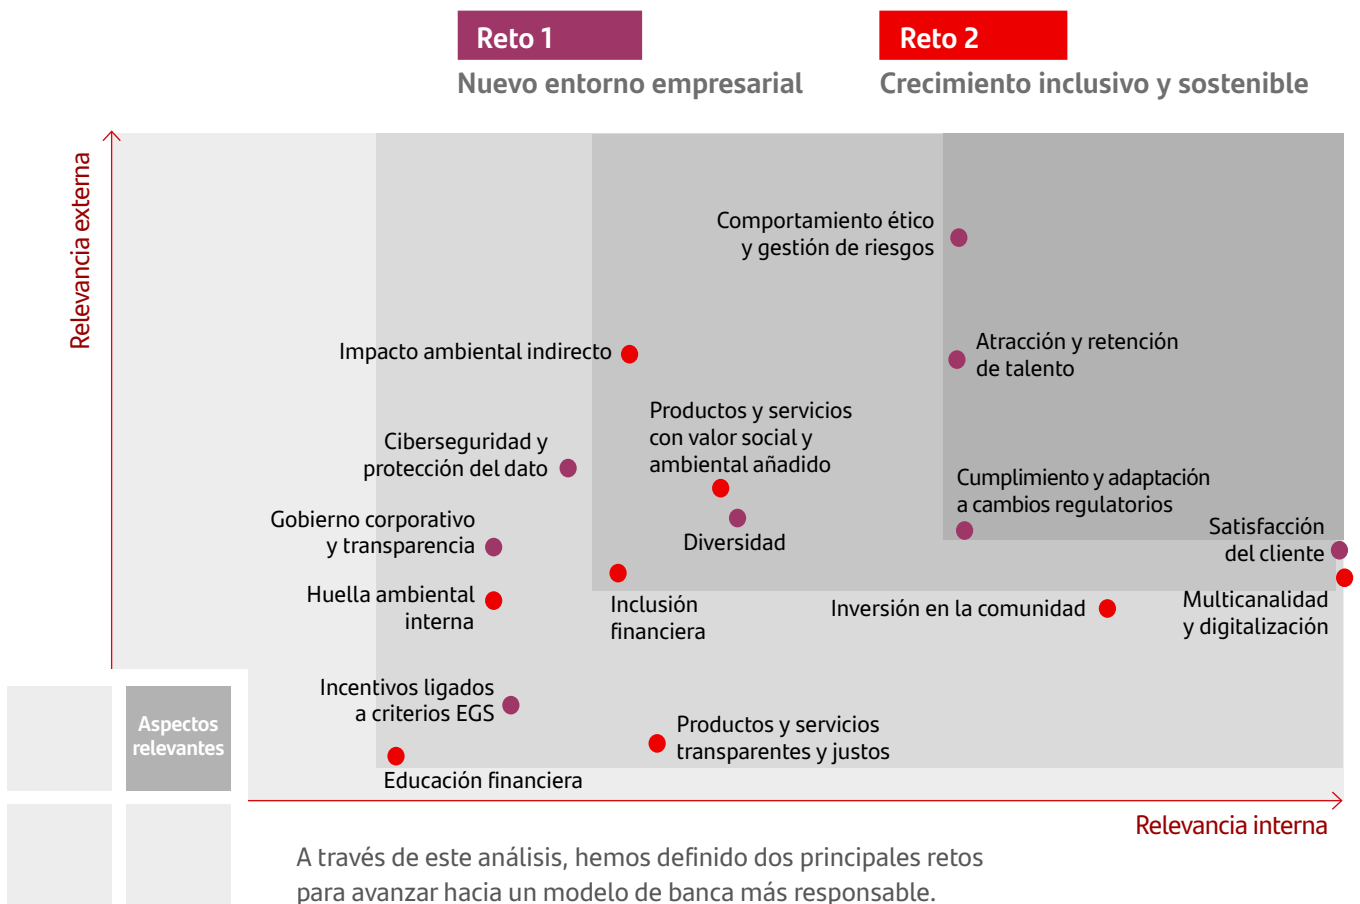 Reto 1
Nuevo entorno empresarial
Reto 2
Crecimiento inclusivo y sostenible
Relevancia externa
Comportamiento ético
y gestión de riesgos
Impacto ambiental indirecto
Atracción y retención
de talento
Productos y servicios
con valor social y
ambiental añadido
Ciberseguridad y
protección del dato
Cumplimiento y adaptación
a cambios regulatorios
Gobierno corporativo
y transparencia
Diversidad
Satisfacción
del cliente
Huella ambiental
interna
Inclusión
financiera
Inversión en la comunidad
Multicanalidad
y digitalización
Incentivos ligados
a criterios EGS
Productos y servicios
transparentes y justos
Educación financiera
Aspectos
relevantes
Relevancia interna
A través de este análisis, hemos definido dos principales retos
para avanzar hacia un modelo de banca más responsable.